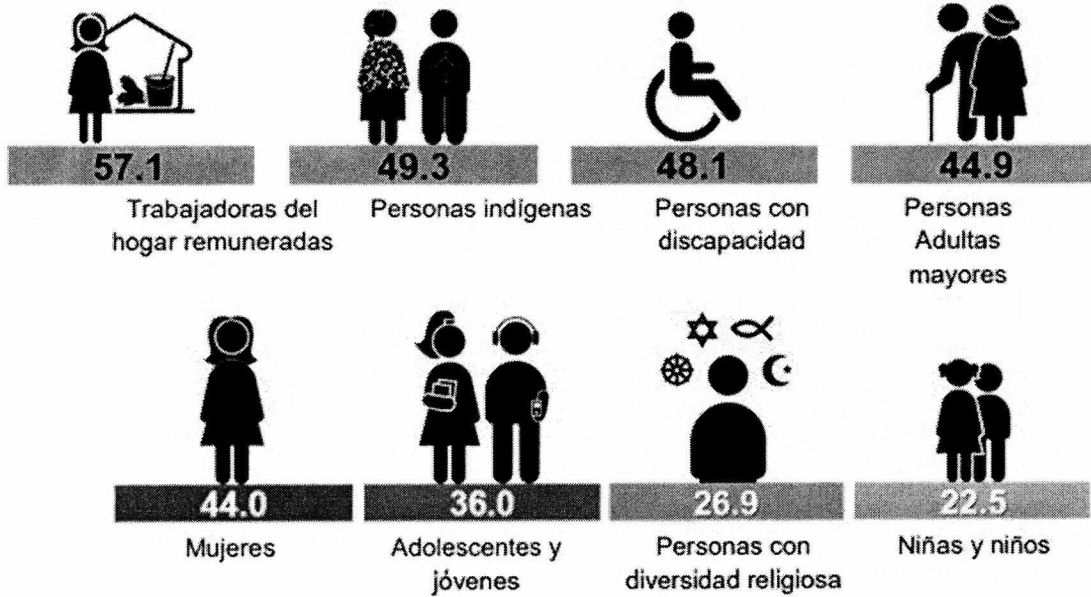 57.1
49.3
48.1
44.9
Trabajadoras del
hogar remuneradas
Personas indígenas
Personas con
discapacidad
Personas
Adultas
mayores
44.0
36.0
26.9
22.5
Mujeres
Adolescentes y
jóvenes
Personas con
diversidad religiosa
Niñas y niños